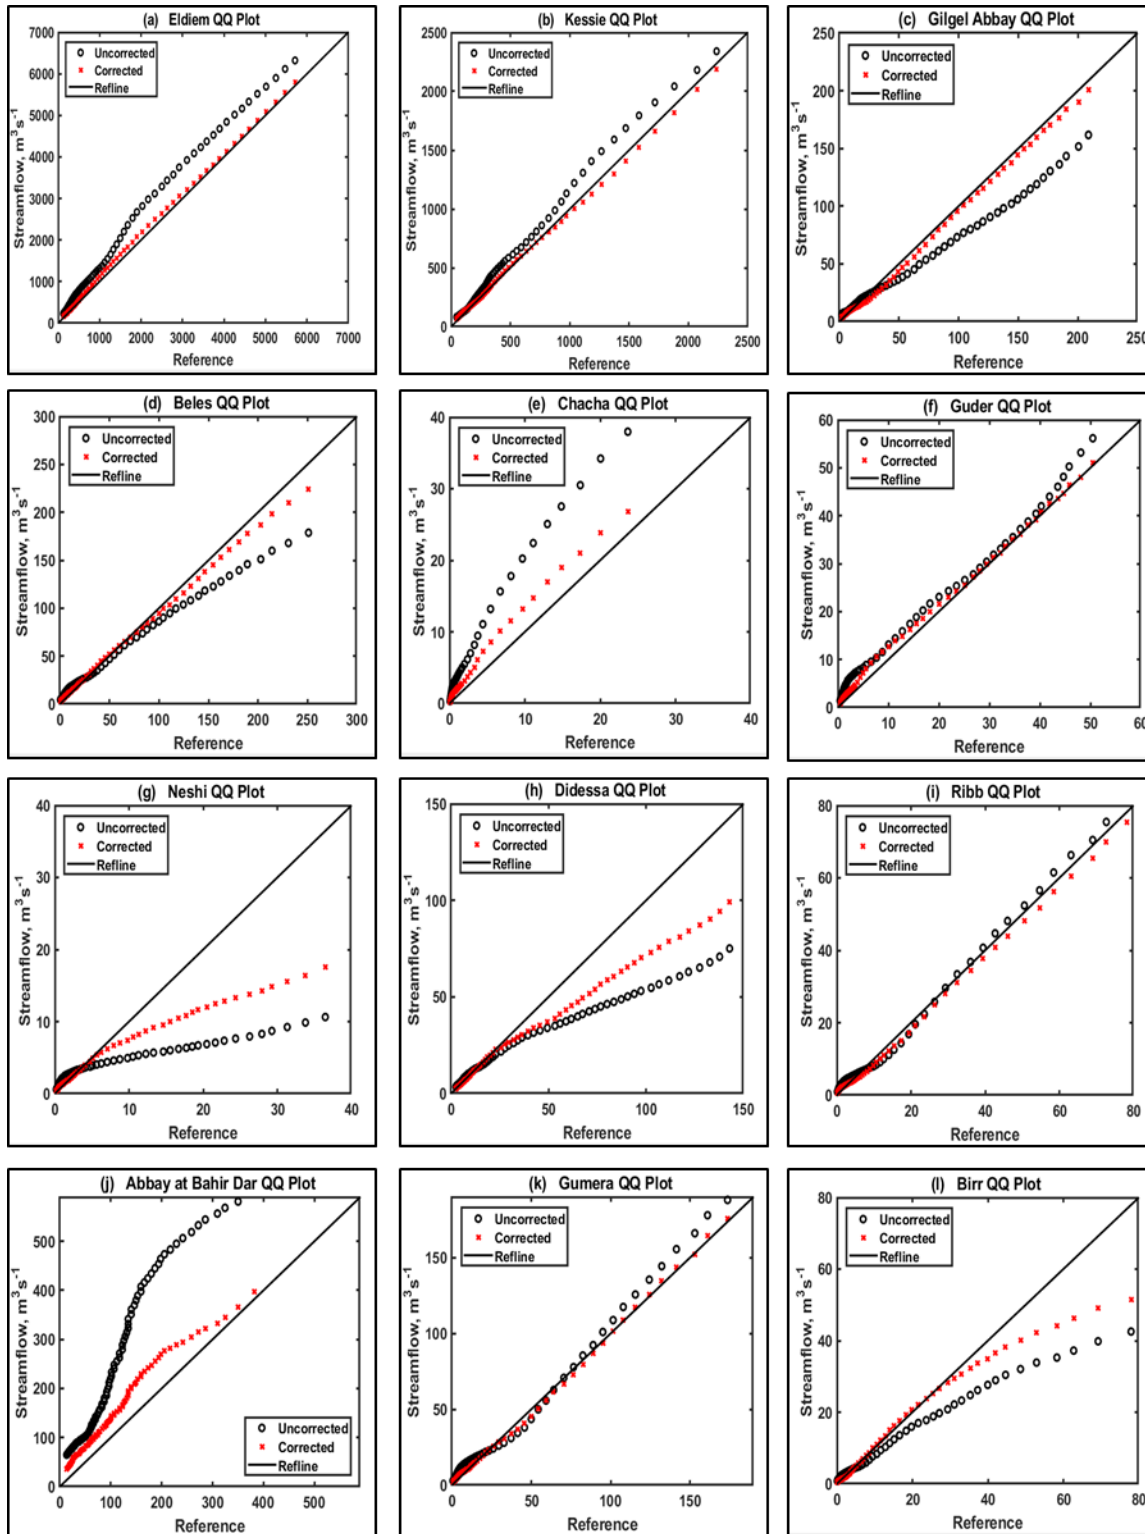 (a) Eldiem QQ Plot
Uncorrected
Corrected
Refline
Streamflow, m³s⁻¹
7000
6000
5000
4000
3000
2000
1000
0
0 1000 2000 3000 4000 5000 6000 7000
Reference
(b) Kessie QQ Plot
Uncorrected
Corrected
Refline
Streamflow, m³s⁻¹
2500
2000
1500
1000
500
0
0 500 1000 1500 2000 2500
Reference
(c) Gilgel Abbay QQ Plot
Uncorrected
Corrected
Refline
Streamflow, m³s⁻¹
250
200
150
100
50
0
0 50 100 150 200 250
Reference
(d) Beles QQ Plot
Uncorrected
Corrected
Refline
Streamflow, m³s⁻¹
300
250
200
150
100
50
0
0 50 100 150 200 250 300
Reference
(e) Chacha QQ Plot
Uncorrected
Corrected
Refline
Streamflow, m³s⁻¹
40
30
20
10
0
0 10 20 30 40
Reference
(f) Guder QQ Plot
Uncorrected
Corrected
Refline
Streamflow, m³s⁻¹
60
50
40
30
20
10
0
0 10 20 30 40 50 60
Reference
(g) Neshi QQ Plot
Uncorrected
Corrected
Refline
Streamflow, m³s⁻¹
40
30
20
10
0
0 10 20 30 40
Reference
(h) Didessa QQ Plot
Uncorrected
Corrected
Refline
Streamflow, m³s⁻¹
150
100
50
0
0 50 100 150
Reference
(i) Ribb QQ Plot
Uncorrected
Corrected
Refline
Streamflow, m³s⁻¹
80
60
40
20
0
0 20 40 60 80
Reference
(j) Abbay at Bahir Dar QQ Plot
Uncorrected
Corrected
Refline
Streamflow, m³s⁻¹
500
400
300
200
100
0
0 100 200 300 400 500
Reference
(k) Gumera QQ Plot
Uncorrected
Corrected
Refline
Streamflow, m³s⁻¹
150
100
50
0
0 50 100 150
Reference
(l) Birr QQ Plot
Uncorrected
Corrected
Refline
Streamflow, m³s⁻¹
80
60
40
20
0
0 20 40 60 80
Reference